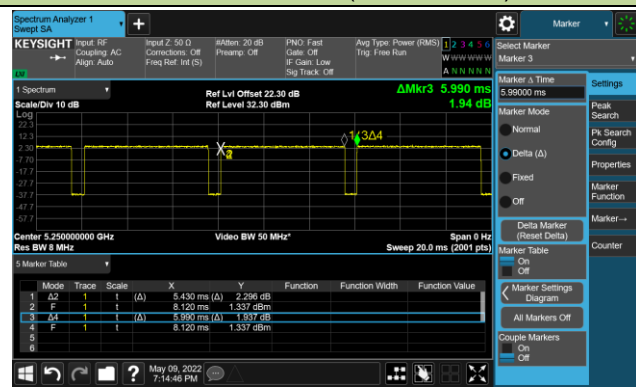 Spectrum Analyzer 1
Swept SA
+
Marker
KEYSIGHT
Input: RF
Coupling: AC
Align: Auto
Input Z: 50 Ω
Corrections: Off
Freq Ref: Int (S)
#Atten: 20 dB
Preamp: Off
PNO: Fast
Gate: Off
IF Gain: Low
Sig Track: Off
Avg Type: Power (RMS)
Trig: Free Run
1 2 3 4 5 6
W W W W W W
A N N N N N
Select Marker
Marker 3
1 Spectrum
Scale/Div 10 dB
Ref Lvl Offset 22.30 dB
Ref Level 32.30 dBm
ΔMkr3 5.990 ms
1.94 dB
Log
22.3
12.3
2.30
-7.70
-17.7
-27.7
-37.7
-47.7
-57.7
1/3Δ4
Center 5.250000000 GHz
Res BW 8 MHz
Video BW 50 MHz*
Span 0 Hz
Sweep 20.0 ms (2001 pts)
5 Marker Table
Mode Trace Scale X Y Function Function Width Function Value
1 Δ2 1 t (Δ) 5.430 ms (Δ) 2.296 dB
2 F 1 t 8.120 ms 1.337 dBm
3 Δ4 1 t (Δ) 5.990 ms (Δ) 1.937 dB
4 F 1 t 8.120 ms 1.337 dBm
5
6
Marker Δ Time
5.99000 ms
Marker Mode
Normal
Delta (Δ)
Fixed
Off
Delta Marker
(Reset Delta)
Marker Table
On
Off
Marker Settings
Diagram
All Markers Off
Couple Markers
On
Off
Settings
Peak
Search
Pk Search
Config
Properties
Marker
Function
Marker→
Counter
?
May 09, 2022
7:14:46 PM